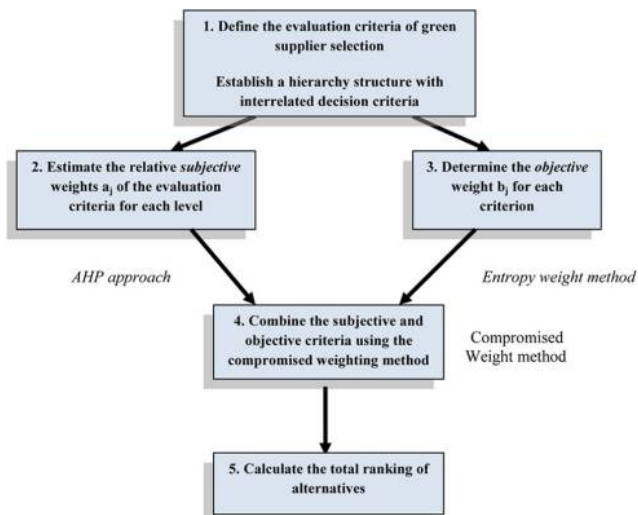 1. Define the evaluation criteria of green
supplier selection
Establish a hierarchy structure with
interrelated decision criteria
2. Estimate the relative subjective
weights aj of the evaluation
criteria for each level
3. Determine the objective
weight bj for each
criterion
AHP approach
Entropy weight method
4. Combine the subjective and
objective criteria using the
compromised weighting method
Compromised
Weight method
5. Calculate the total ranking of
alternatives